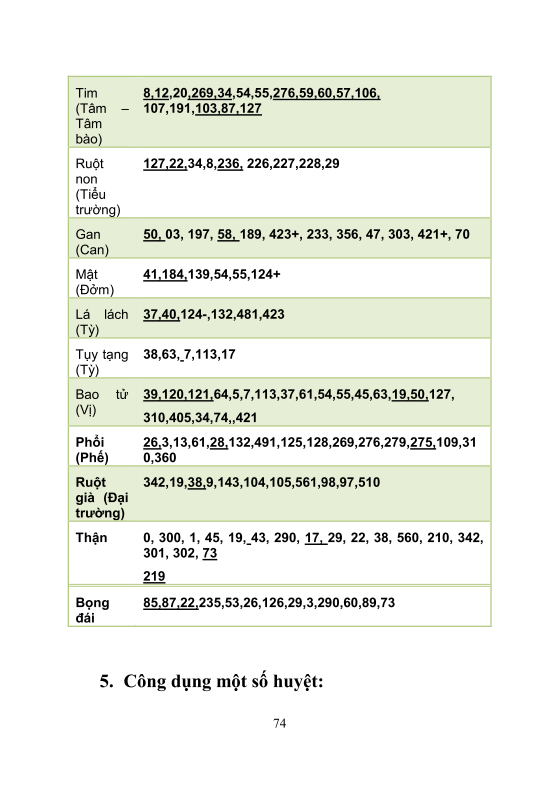 Tim
(Tâm –
Tâm
bào)
8,12,20,269,34,54,55,276,59,60,57,106,
107,191,103,87,127
Ruột
non
(Tiểu
trường)
127,22,34,8,236, 226,227,228,29
Gan
(Can)
50, 03, 197, 58, 189, 423+, 233, 356, 47, 303, 421+, 70
Mật
(Đởm)
41,184,139,54,55,124+
Lá lách
(Tỳ)
37,40,124-,132,481,423
Tụy tạng
(Tỳ)
38,63, 7,113,17
Bao tử
(Vị)
39,120,121,64,5,7,113,37,61,54,55,45,63,19,50,127,
310,405,34,74,,421
Phổi
(Phế)
26,3,13,61,28,132,491,125,128,269,276,279,275,109,31
0,360
Ruột
già (Đại
trường)
342,19,38,9,143,104,105,561,98,97,510
Thận
0, 300, 1, 45, 19, 43, 290, 17, 29, 22, 38, 560, 210, 342,
301, 302, 73
219
Bọng
đái
85,87,22,235,53,26,126,29,3,290,60,89,73
5. Công dụng một số huyệt:
74